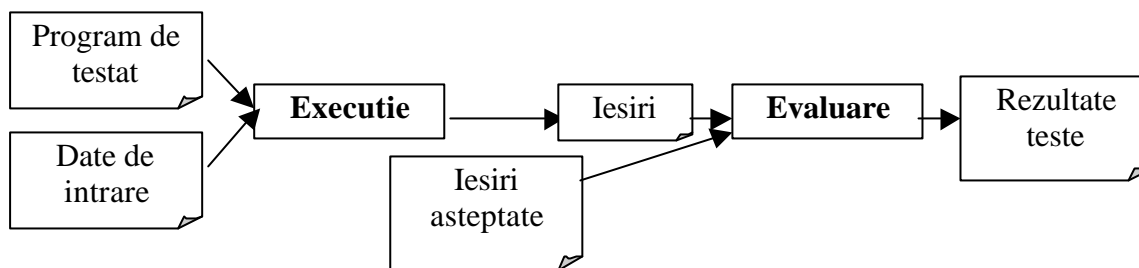 Program de
testat
Executie
Iesiri
Evaluare
Rezultate
teste
Date de
intrare
Iesiri
asteptate